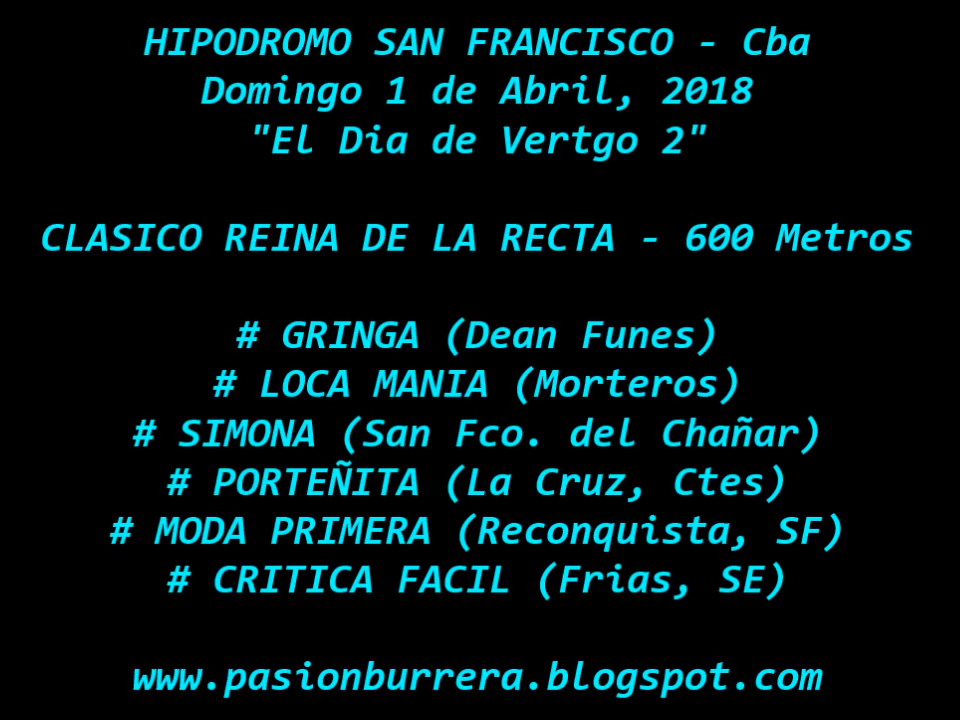 HIPODROMO SAN FRANCISCO - Cba
Domingo 1 de Abril, 2018
"El Dia de Vertgo 2"
CLASICO REINA DE LA RECTA - 600 Metros
# GRINGA (Dean Funes)
# LOCA MANIA (Morteros)
# SIMONA (San Fco. del Chañar)
# PORTEÑITA (La Cruz, Ctes)
# MODA PRIMERA (Reconquista, SF)
# CRITICA FACIL (Frias, SE)
www.pasionburrera.blogspot.com